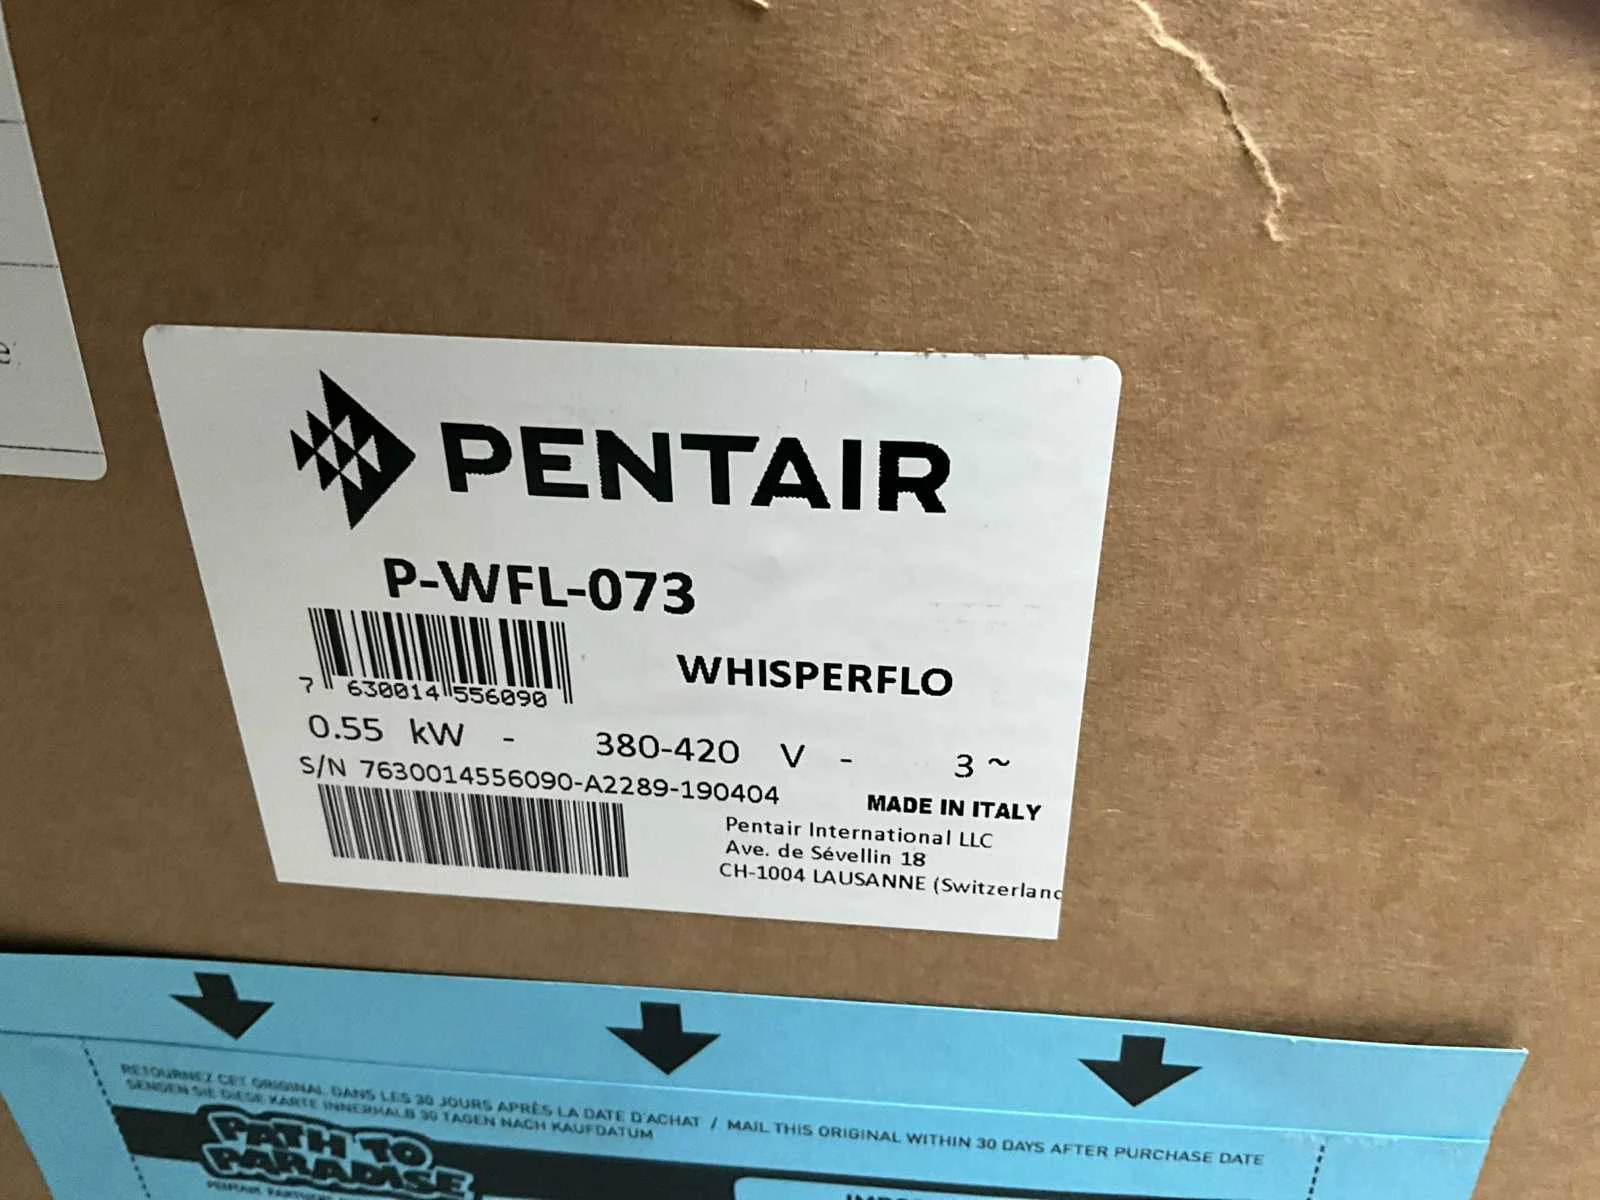 PENTAIR
P-WFL-073
7 630014 556090
WHISPERFLO
0.55 kW - 380-420 V - 3~
S/N 7630014556090-A2289-190404
MADE IN ITALY
Pentair International LLC
Ave. de Sévellin 18
CH-1004 LAUSANNE (Switzerland
RETOURNEZ CET ORIGINAL DANS LES 30 JOURS APRÈS LA DATE D'ACHAT / MAIL THIS ORIGINAL WITHIN 30 DAYS AFTER PURCHASE DATE
SENDEN SIE DIESE KARTE INNERHALB 30 TAGEN NACH KAUFDATUM
PATH TO
PARADISE